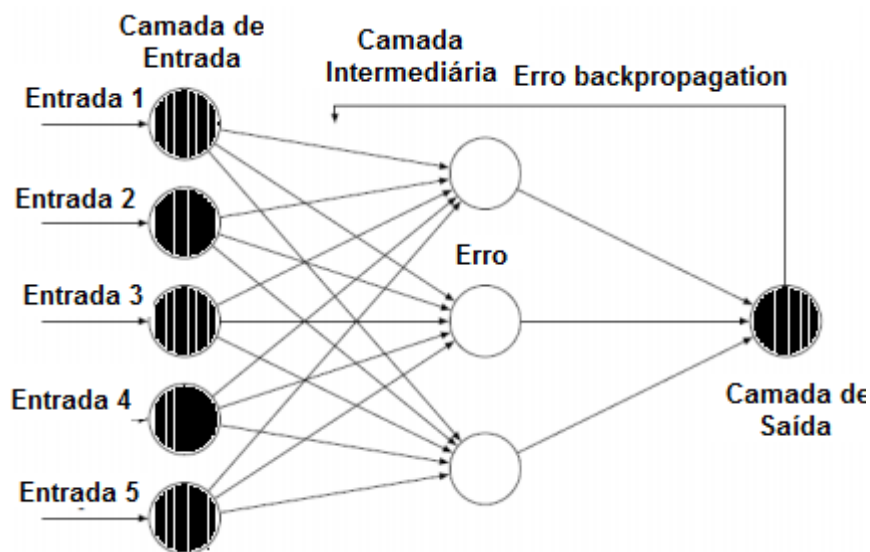 Camada de
Entrada
Camada
Intermediária
Erro backpropagation
Entrada 1
Entrada 2
Erro
Entrada 3
Entrada 4
Camada de
Saída
Entrada 5